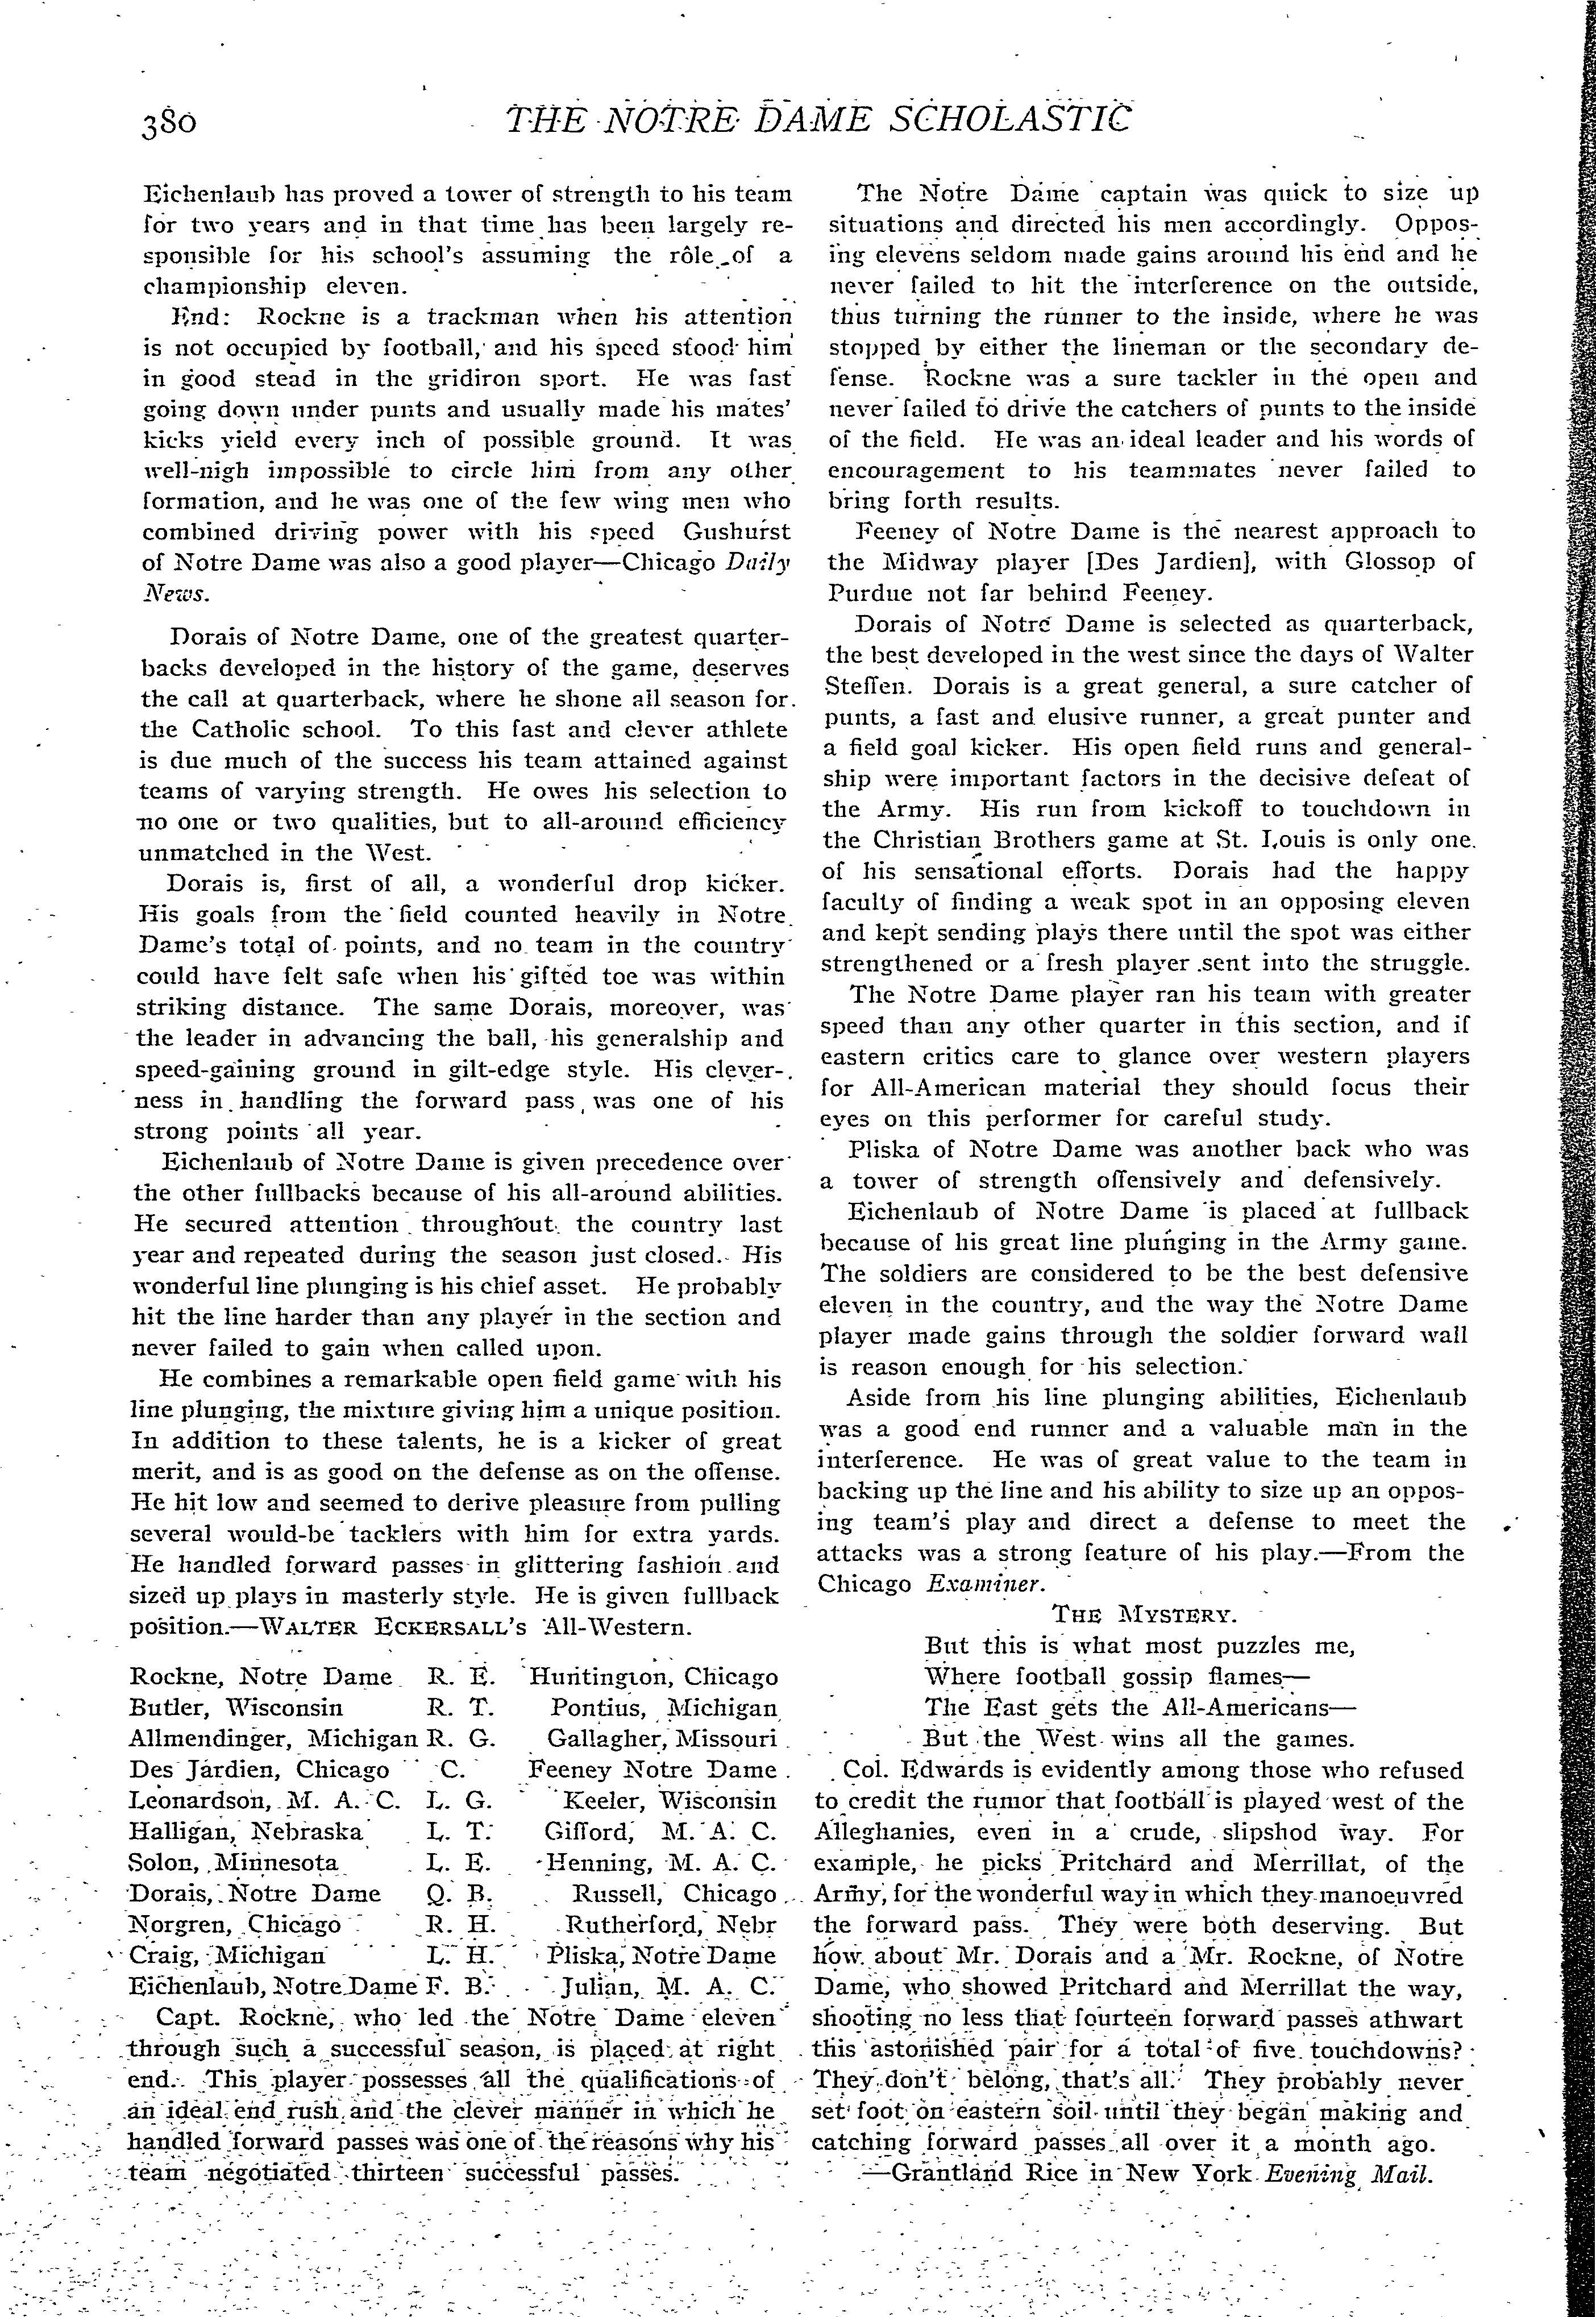 380
THE NOTRE DAME SCHOLASTIC
Eichenlaub has proved a tower of strength to his team
for two years and in that time has been largely re-
sponsible for his school's assuming the rôle of a
championship eleven.
End: Rockne is a trackman when his attention
is not occupied by football, and his speed stood him
in good stead in the gridiron sport. He was fast
going down under punts and usually made his mates'
kicks yield every inch of possible ground. It was
well-nigh impossible to circle him from any other
formation, and he was one of the few wing men who
combined driving power with his speed Gushurst
of Notre Dame was also a good player—Chicago Daily
News.
Dorais of Notre Dame, one of the greatest quarter-
backs developed in the history of the game, deserves
the call at quarterback, where he shone all season for
the Catholic school. To this fast and clever athlete
is due much of the success his team attained against
teams of varying strength. He owes his selection to
no one or two qualities, but to all-around efficiency
unmatched in the West.
Dorais is, first of all, a wonderful drop kicker.
His goals from the field counted heavily in Notre
Dame's total of points, and no team in the country
could have felt safe when his gifted toe was within
striking distance. The same Dorais, moreover, was
the leader in advancing the ball, his generalship and
speed-gaining ground in gilt-edge style. His clever-
ness in handling the forward pass was one of his
strong points all year.
Eichenlaub of Notre Dame is given precedence over
the other fullbacks because of his all-around abilities.
He secured attention throughout the country last
year and repeated during the season just closed. His
wonderful line plunging is his chief asset. He probably
hit the line harder than any player in the section and
never failed to gain when called upon.
He combines a remarkable open field game with his
line plunging, the mixture giving him a unique position.
In addition to these talents, he is a kicker of great
merit, and is as good on the defense as on the offense.
He hit low and seemed to derive pleasure from pulling
several would-be tacklers with him for extra yards.
He handled forward passes in glittering fashion and
sized up plays in masterly style. He is given fullback
position.—WALTER ECKERSALL'S All-Western.
Rockne, Notre Dame R. E. Huntington, Chicago
Butler, Wisconsin R. T. Pontius, Michigan
Allmendinger, Michigan R. G. Gallagher, Missouri
Des Jardien, Chicago C. Feeney Notre Dame
Leonardson, M. A. C. L. G. Keeler, Wisconsin
Halligan, Nebraska L. T. Gifford, M. A. C.
Solon, Minnesota L. E. Henning, M. A. C.
Dorais, Notre Dame Q. B. Russell, Chicago
Norgren, Chicago R. H. Rutherford, Nebr
Craig, Michigan L. H. Pliska, Notre Dame
Eichenlaub, Notre Dame F. B. Julian, M. A. C.
Capt. Rockne, who led the Notre Dame eleven
through such a successful season, is placed at right
end. This player possesses all the qualifications of
an ideal end rush and the clever manner in which he
handled forward passes was one of the reasons why his
team negotiated thirteen successful passes.
The Notre Dame captain was quick to size up
situations and directed his men accordingly. Oppos-
ing elevens seldom made gains around his end and he
never failed to hit the interference on the outside,
thus turning the runner to the inside, where he was
stopped by either the lineman or the secondary de-
fense. Rockne was a sure tackler in the open and
never failed to drive the catchers of punts to the inside
of the field. He was an ideal leader and his words of
encouragement to his teammates never failed to
bring forth results.
Feeney of Notre Dame is the nearest approach to
the Midway player [Des Jardien], with Glossop of
Purdue not far behind Feeney.
Dorais of Notre Dame is selected as quarterback,
the best developed in the west since the days of Walter
Steffen. Dorais is a great general, a sure catcher of
punts, a fast and elusive runner, a great punter and
a field goal kicker. His open field runs and general-
ship were important factors in the decisive defeat of
the Army. His run from kickoff to touchdown in
the Christian Brothers game at St. Louis is only one
of his sensational efforts. Dorais had the happy
faculty of finding a weak spot in an opposing eleven
and kept sending plays there until the spot was either
strengthened or a fresh player sent into the struggle.
The Notre Dame player ran his team with greater
speed than any other quarter in this section, and if
eastern critics care to glance over western players
for All-American material they should focus their
eyes on this performer for careful study.
Pliska of Notre Dame was another back who was
a tower of strength offensively and defensively.
Eichenlaub of Notre Dame is placed at fullback
because of his great line plunging in the Army game.
The soldiers are considered to be the best defensive
eleven in the country, and the way the Notre Dame
player made gains through the soldier forward wall
is reason enough for his selection.
Aside from his line plunging abilities, Eichenlaub
was a good end runner and a valuable man in the
interference. He was of great value to the team in
backing up the line and his ability to size up an oppos-
ing team's play and direct a defense to meet the
attacks was a strong feature of his play.—From the
Chicago Examiner.
THE MYSTERY.
But this is what most puzzles me,
Where football gossip flames—
The East gets the All-Americans—
But the West wins all the games.
Col. Edwards is evidently among those who refused
to credit the rumor that football is played west of the
Alleghanies, even in a crude, slipshod way. For
example, he picks Pritchard and Merrillat, of the
Army, for the wonderful way in which they manoeuvred
the forward pass. They were both deserving. But
how about Mr. Dorais and a Mr. Rockne, of Notre
Dame, who showed Pritchard and Merrillat the way,
shooting no less that fourteen forward passes athwart
this astonished pair for a total of five touchdowns?
They don't belong, that's all. They probably never
set foot on eastern soil until they began making and
catching forward passes all over it a month ago.
—Grantland Rice in New York Evening Mail.